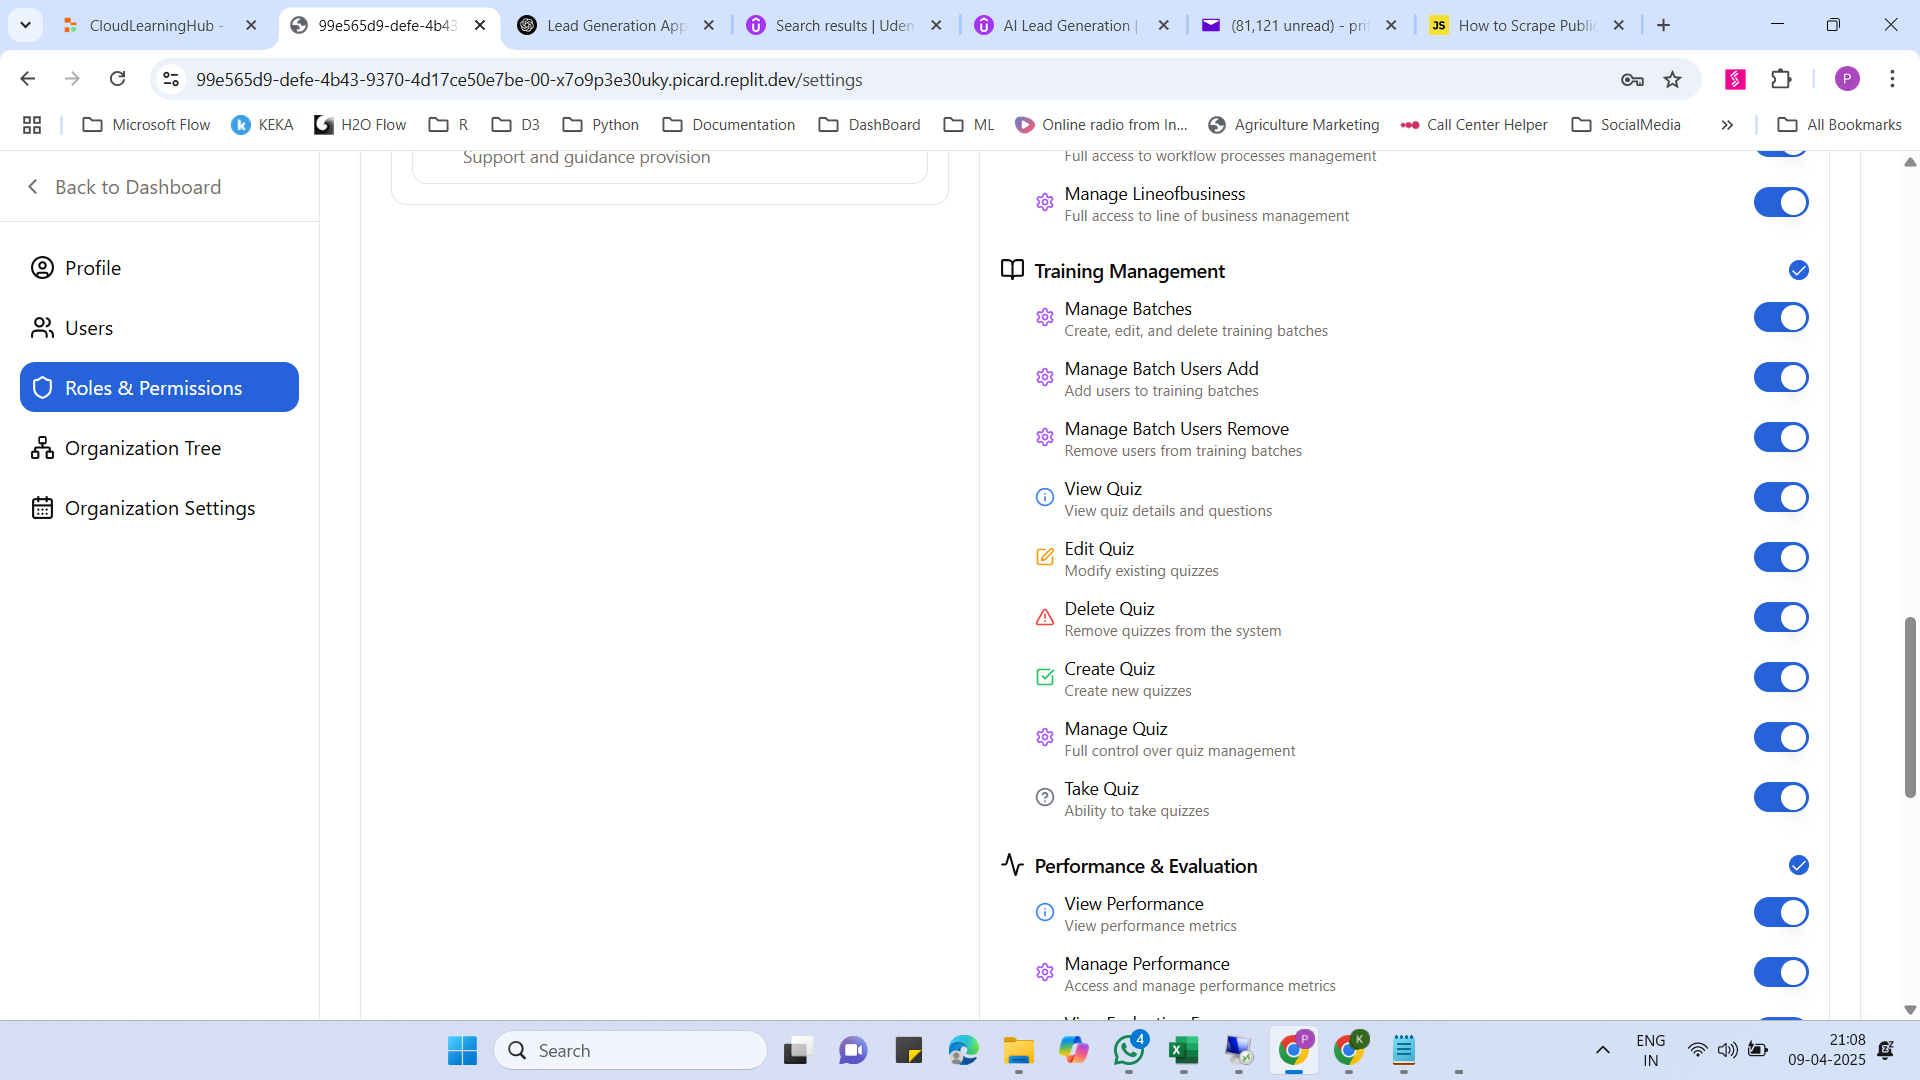 CloudLearningHub -
99e565d9-defe-4b43
Lead Generation App
Search results | Udem
AI Lead Generation |
(81,121 unread) - prit
JS
How to Scrape Public
99e565d9-defe-4b43-9370-4d17ce50e7be-00-x7o9p3e30uky.picard.replit.dev/settings
P
Microsoft Flow
KEKA
H2O Flow
R
D3
Python
Documentation
DashBoard
ML
Online radio from In...
Agriculture Marketing
Call Center Helper
SocialMedia
All Bookmarks
Back to Dashboard
Profile
Users
Roles & Permissions
Organization Tree
Organization Settings
Support and guidance provision
Full access to workflow processes management
Manage Lineofbusiness
Full access to line of business management
Training Management
Manage Batches
Create, edit, and delete training batches
Manage Batch Users Add
Add users to training batches
Manage Batch Users Remove
Remove users from training batches
View Quiz
View quiz details and questions
Edit Quiz
Modify existing quizzes
Delete Quiz
Remove quizzes from the system
Create Quiz
Create new quizzes
Manage Quiz
Full control over quiz management
Take Quiz
Ability to take quizzes
Performance & Evaluation
View Performance
View performance metrics
Manage Performance
Access and manage performance metrics
Search
4
P
K
ENG
IN
21:08
09-04-2025